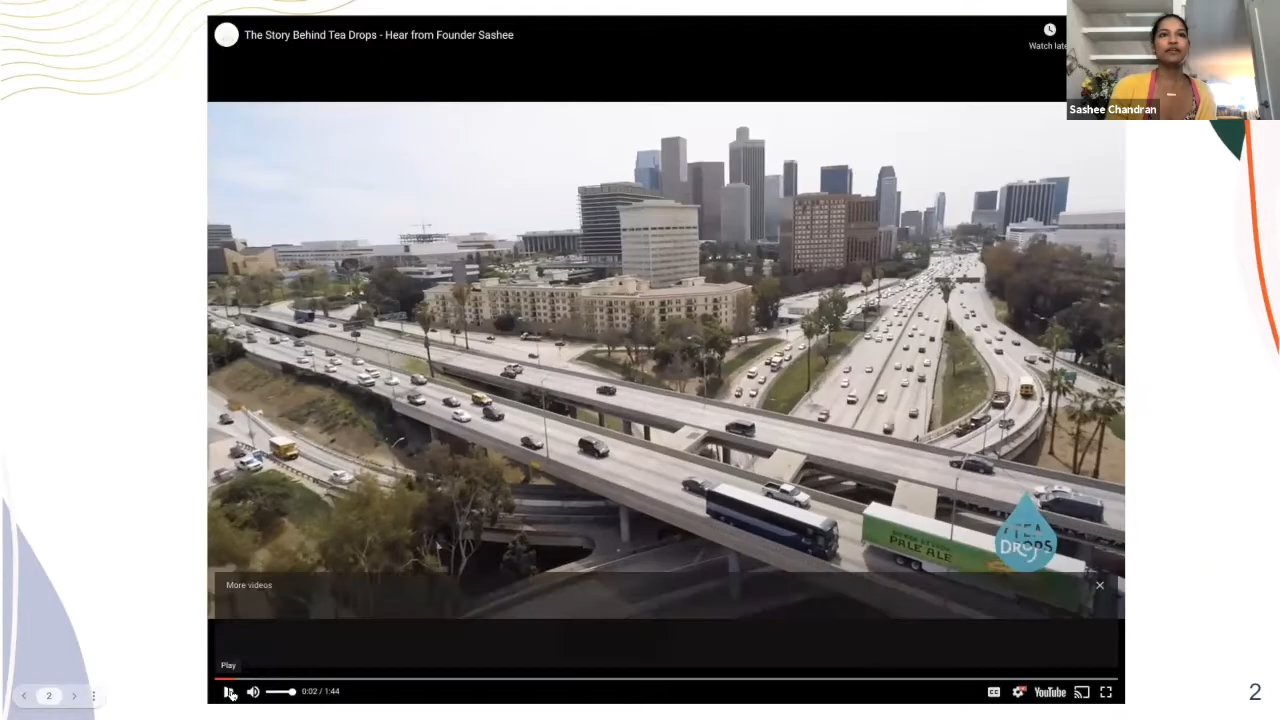 The Story Behind Tea Drops - Hear from Founder Sashee
Watch late
Sashee Chandran
PALE ALE
TEA
DROPS
More videos
Play
0:02 / 1:44
CC
YouTube
2
2